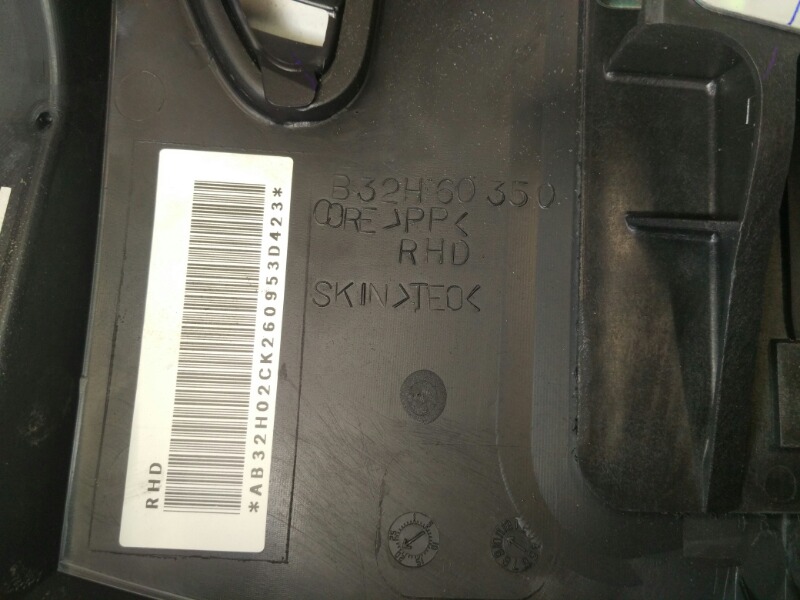 B32H 60 350
CORE >PP<
RHD
SKIN >TEO<
RHD
*AB32H02CK260953D423*